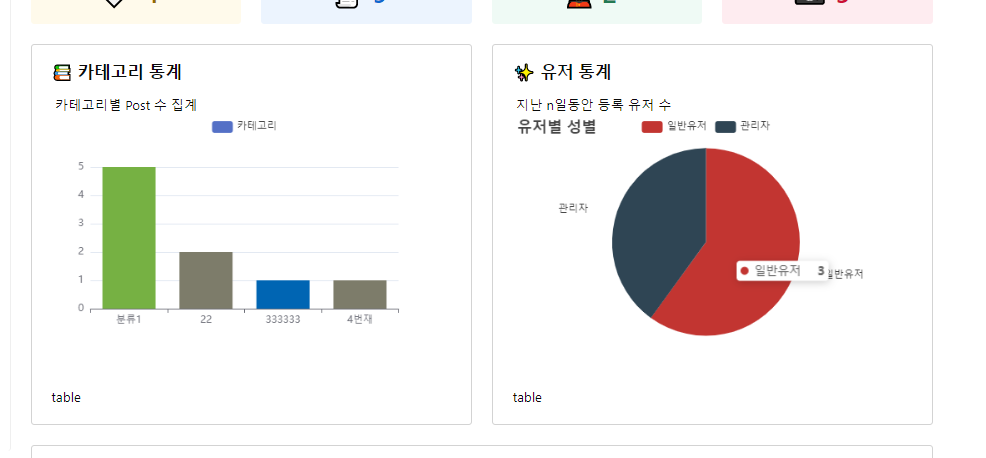 카테고리 통계
카테고리별 Post 수 집계
카테고리
5
4
3
2
1
0
분류1
22
333333
4번재
table
유저 통계
지난 n일동안 등록 유저 수
유저별 성별
일반유저
관리자
관리자
일반유저 3
일반유저
table